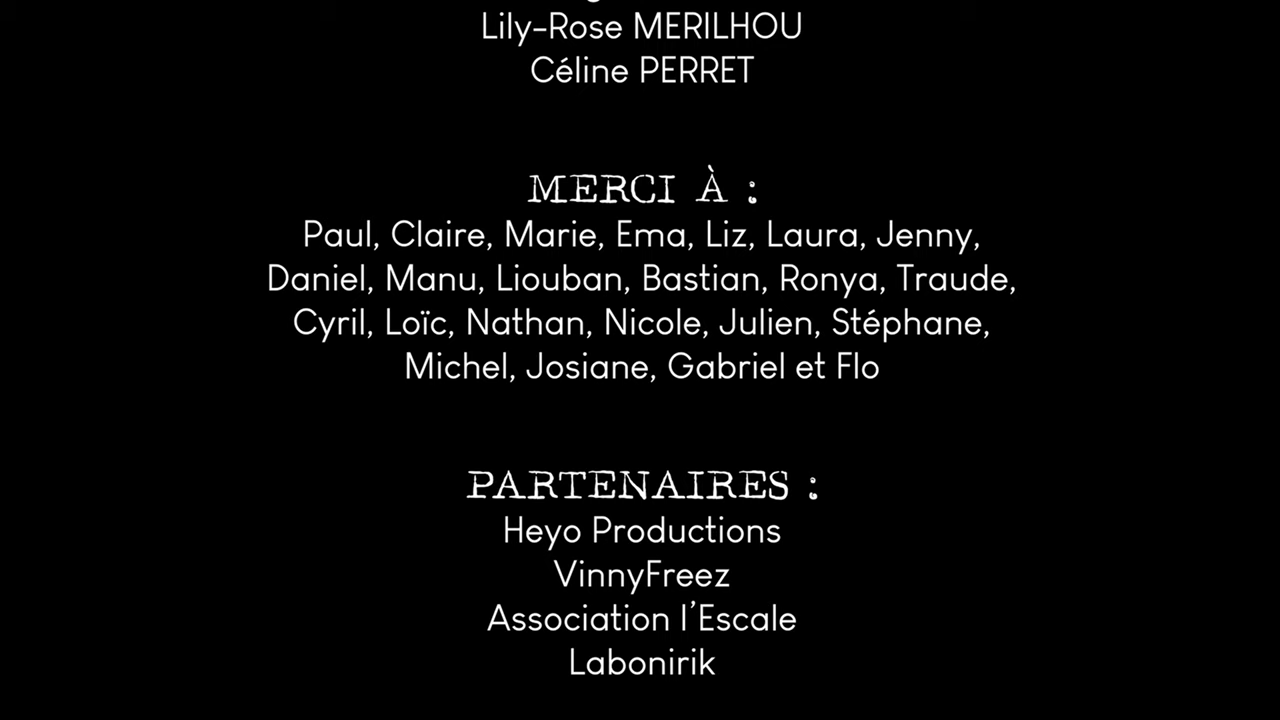 Lily-Rose MERILHOU
Céline PERRET
MERCI À :
Paul, Claire, Marie, Ema, Liz, Laura, Jenny,
Daniel, Manu, Liouban, Bastian, Ronya, Traude,
Cyril, Loïc, Nathan, Nicole, Julien, Stéphane,
Michel, Josiane, Gabriel et Flo
PARTENAIRES :
Heyo Productions
VinnyFreez
Association l’Escale
Labonirik